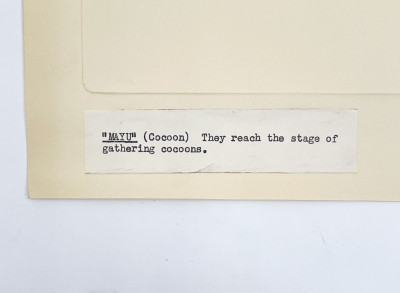 "MAYU" (Cocoon) They reach the stage of
gathering cocoons.